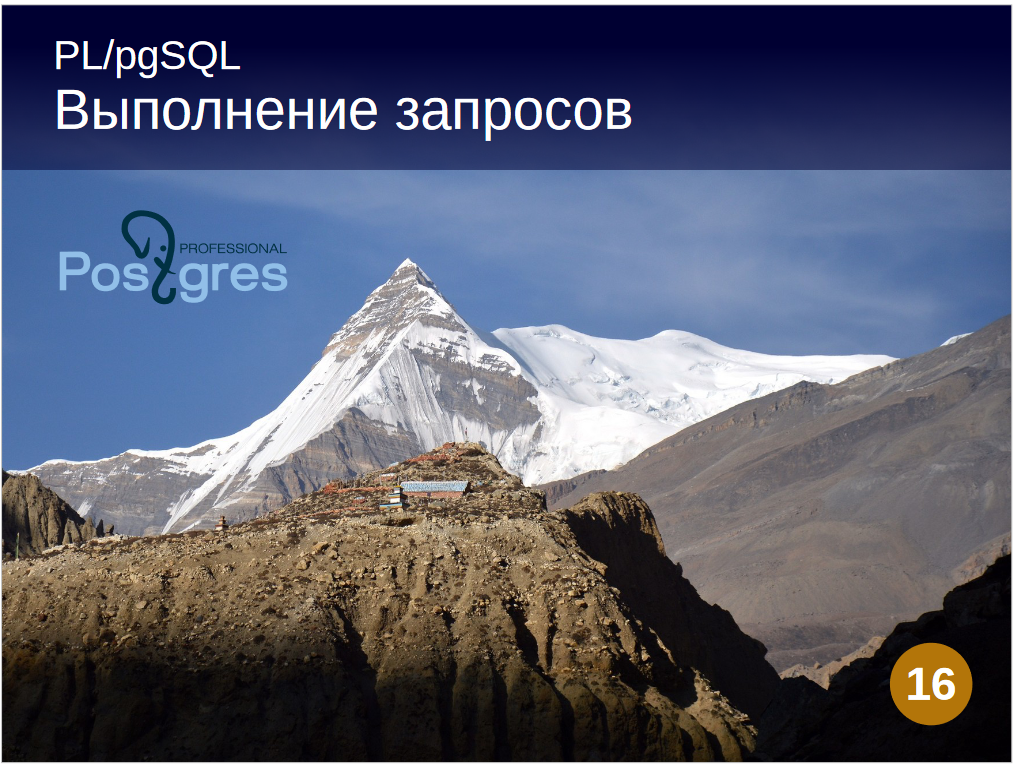 PL/pgSQL
Выполнение запросов
PROFESSIONAL
Postgres
16